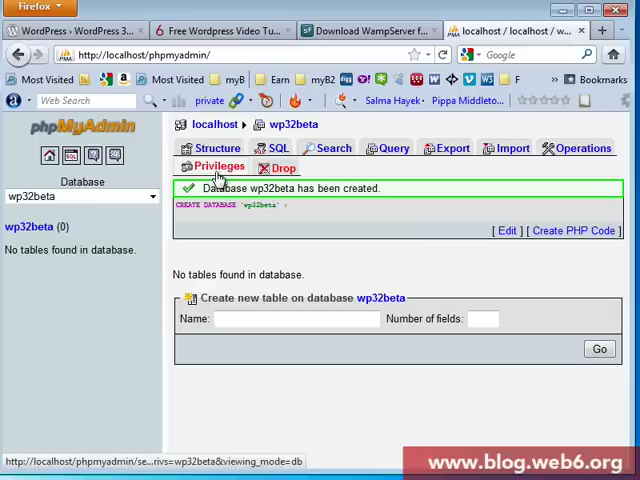 Firefox
WordPress › WordPress 3...
6 Free Wordpress Video Tu...
Download WampServer f...
localhost / localhost / w...
http://localhost/phpmyadmin/
Google
Most Visited
myB
Most Visited
myB2
Bookmarks
Web Search
private
Salma Hayek
Pippa Middleto...
phpMyAdmin
Database
wp32beta
wp32beta (0)
No tables found in database.
localhost
wp32beta
Structure
SQL
Search
Query
Export
Import
Operations
Privileges
Drop
Database wp32beta has been created.
CREATE DATABASE `wp32beta` ;
[ Edit ] [ Create PHP Code ]
No tables found in database.
Create new table on database wp32beta
Name:
Number of fields:
Go
http://localhost/phpmyadmin/se...rivs=wp32beta&viewing_mode=db
www.blog.web6.org